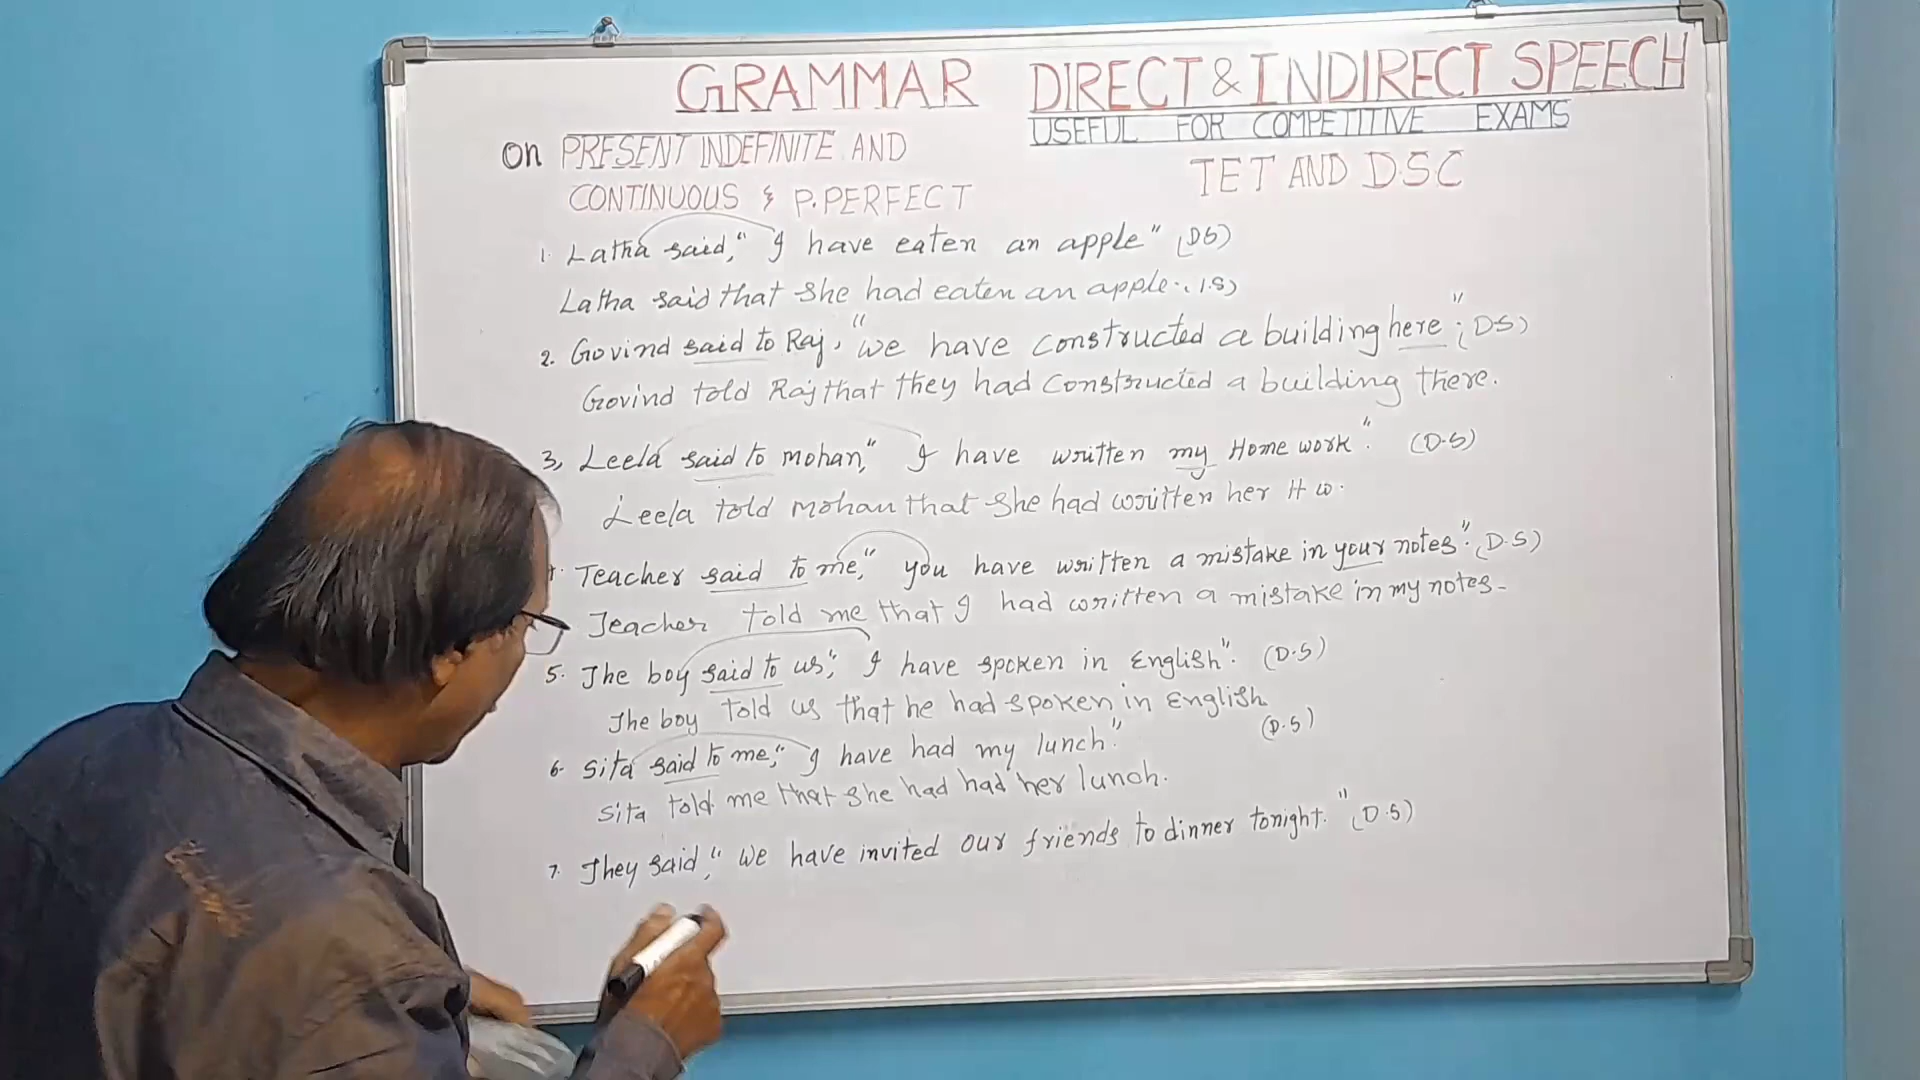 GRAMMAR DIRECT & INDIRECT SPEECH
USEFUL FOR COMPETITIVE EXAMS
On PRESENT INDEFINITE AND
TET AND D.S.C
CONTINUOUS & P.PERFECT
1. Latha said, "I have eaten an apple" (DS)
Latha said that she had eaten an apple. (I.S)
2. Govind said to Raj, "We have constructed a building here". (DS)
Govind told Raj that they had constructed a building there.
3, Leela said to mohan," I have written my Home work". (D.S)
Leela told mohan that she had written her H w.
Teacher said to me," you have written a mistake in your notes". (D.S)
Teacher told me that I had written a mistake in my notes-
5. The boy said to us", I have spoken in English". (D.S)
The boy told us that he had spoken in English
6- Sita said to me," I have had my lunch." (D.S)
Sita told me that she had had her lunch.
7. They said," We have invited our friends to dinner tonight." (D.S)